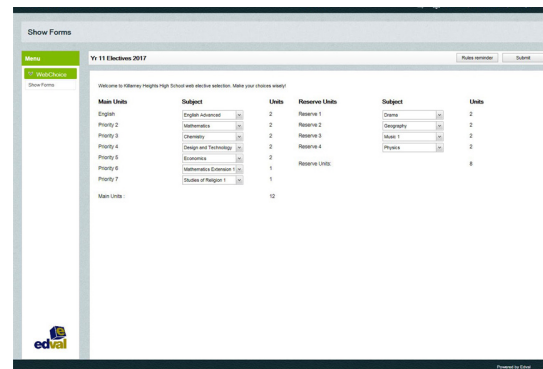 Show Forms
Menu
WebChoice
Show Forms
Yr 11 Electives 2017
Rules reminder
Submit
Welcome to Killarney Heights High School web elective selection. Make your choices wisely!
Main Units Subject Units Reserve Units Subject Units
English English Advanced 2 Reserve 1 Drama 2
Priority 2 Mathematics 2 Reserve 2 Geography 2
Priority 3 Chemistry 2 Reserve 3 Music 1 2
Priority 4 Design and Technology 2 Reserve 4 Physics 2
Priority 5 Economics 2
Reserve Units: 8
Priority 6 Mathematics Extension 1 1
Priority 7 Studies of Religion 1 1
Main Units : 12
edval
Powered by Edval